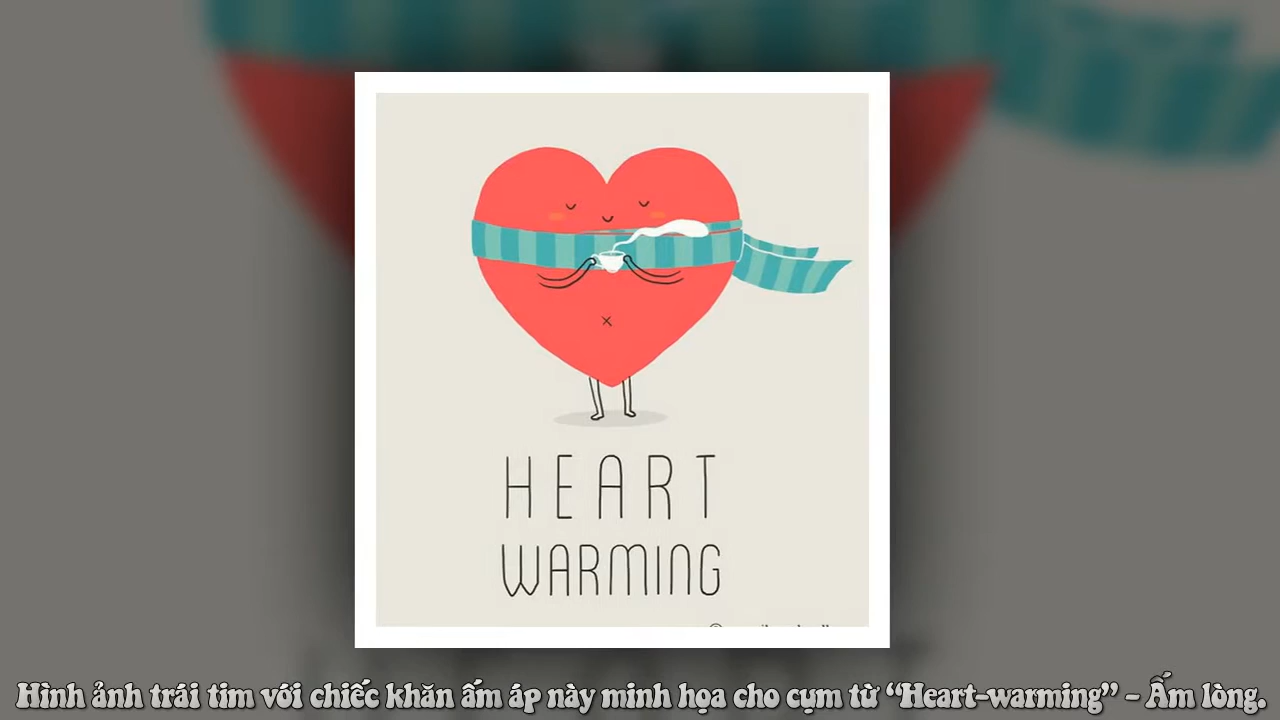 HEART
WARMING
Hình ảnh trái tim với chiếc khăn ấm áp này minh họa cho cụm từ “Heart-warming” – Ấm lòng.